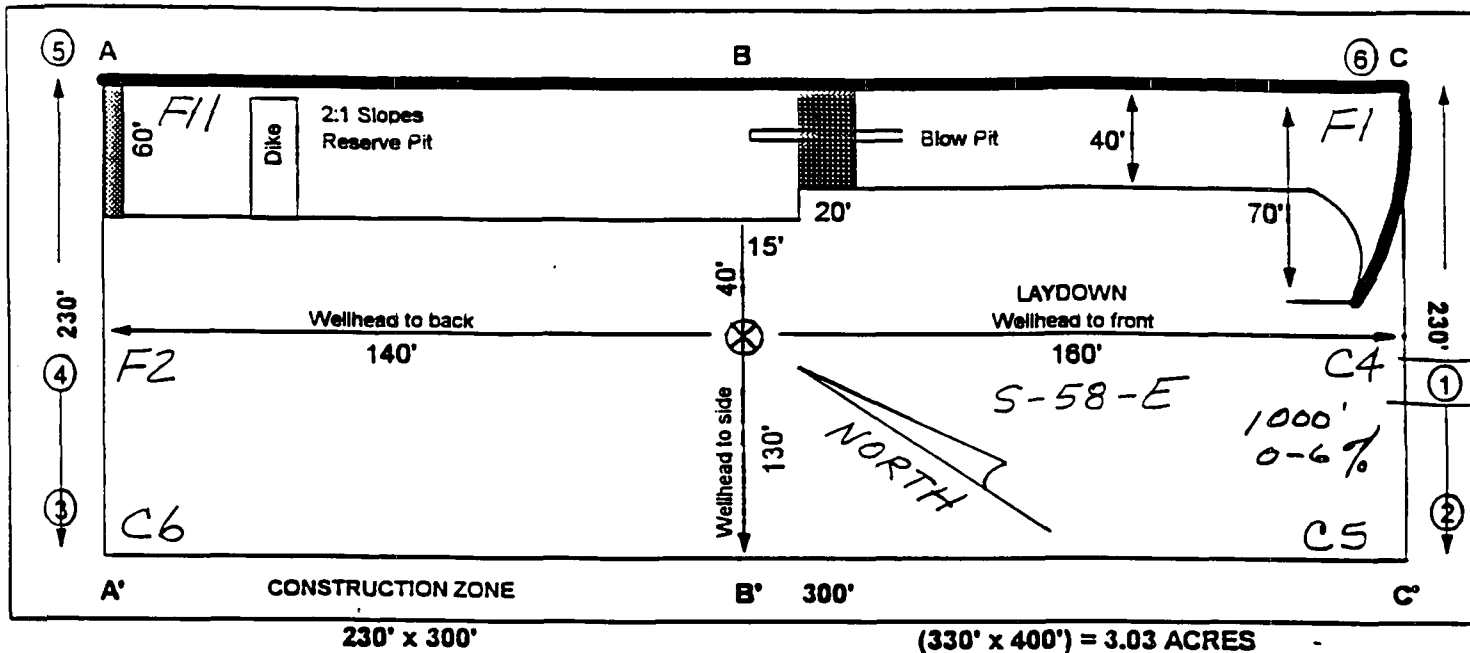 ⑤ A B ⑥ C
F11 60' Dike 2:1 Slopes
Reserve Pit
Blow Pit 40' F1
20' 70'
15'
40'
LAYDOWN
230' Wellhead to back Wellhead to front 230'
140' 160'
④ F2 C4 ①
S-58-E
1000'
0-6%
Wellhead to side 130' NORTH
③ C6 C5 ②
A' CONSTRUCTION ZONE B' 300' C'
230' x 300' (330' x 400') = 3.03 ACRES